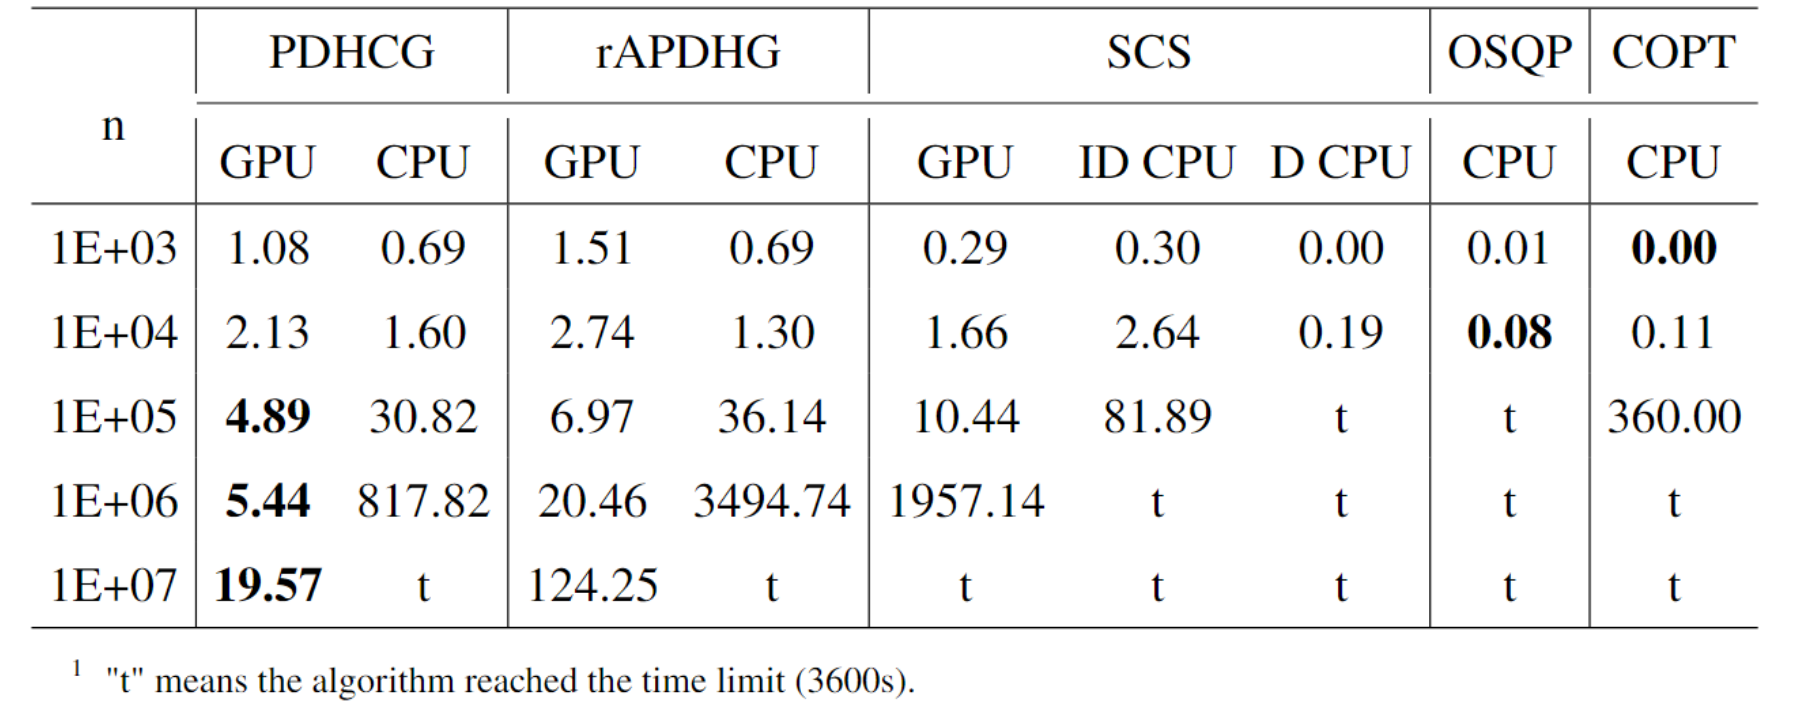 PDHCG rAPDHG SCS OSQP COPT
n
GPU CPU GPU CPU GPU ID CPU D CPU CPU CPU
1E+03 1.08 0.69 1.51 0.69 0.29 0.30 0.00 0.01 0.00
1E+04 2.13 1.60 2.74 1.30 1.66 2.64 0.19 0.08 0.11
1E+05 4.89 30.82 6.97 36.14 10.44 81.89 t t 360.00
1E+06 5.44 817.82 20.46 3494.74 1957.14 t t t t
1E+07 19.57 t 124.25 t t t t t t
1 "t" means the algorithm reached the time limit (3600s).